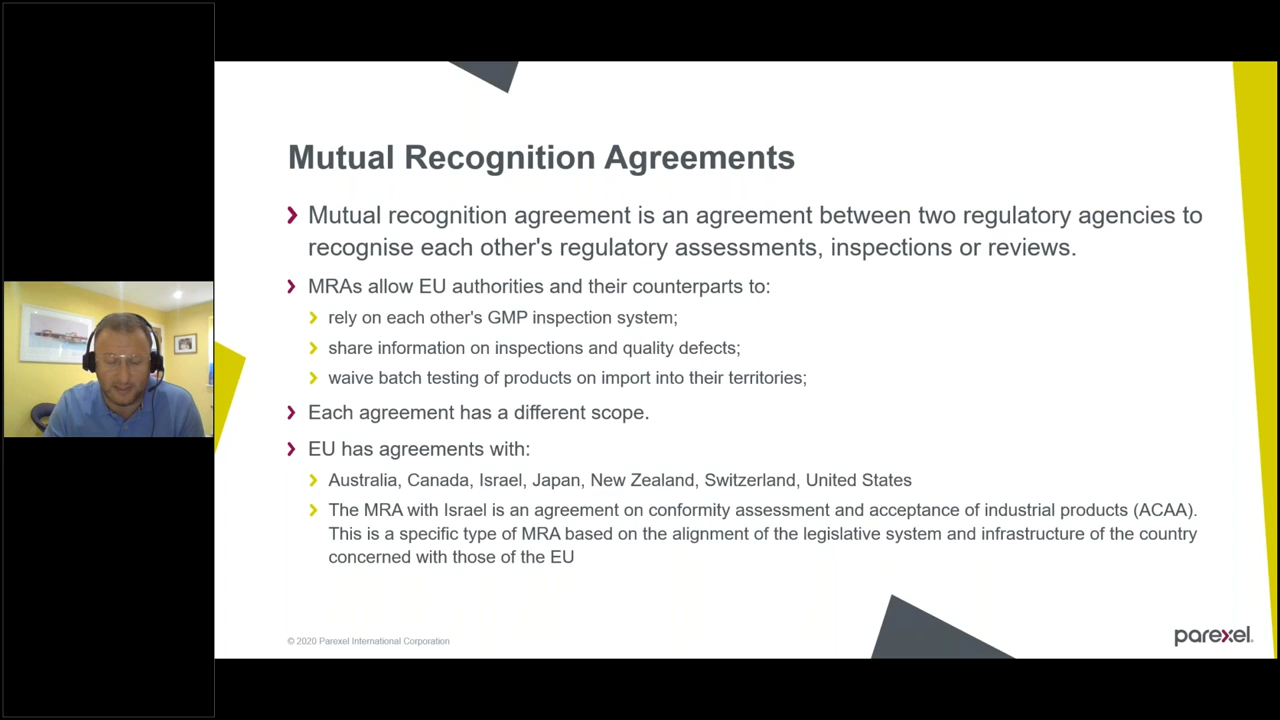 Mutual Recognition Agreements
Mutual recognition agreement is an agreement between two regulatory agencies to
recognise each other's regulatory assessments, inspections or reviews.
MRAs allow EU authorities and their counterparts to:
rely on each other's GMP inspection system;
share information on inspections and quality defects;
waive batch testing of products on import into their territories;
Each agreement has a different scope.
EU has agreements with:
Australia, Canada, Israel, Japan, New Zealand, Switzerland, United States
The MRA with Israel is an agreement on conformity assessment and acceptance of industrial products (ACAA).
This is a specific type of MRA based on the alignment of the legislative system and infrastructure of the country
concerned with those of the EU
© 2020 Parexel International Corporation
parexel.